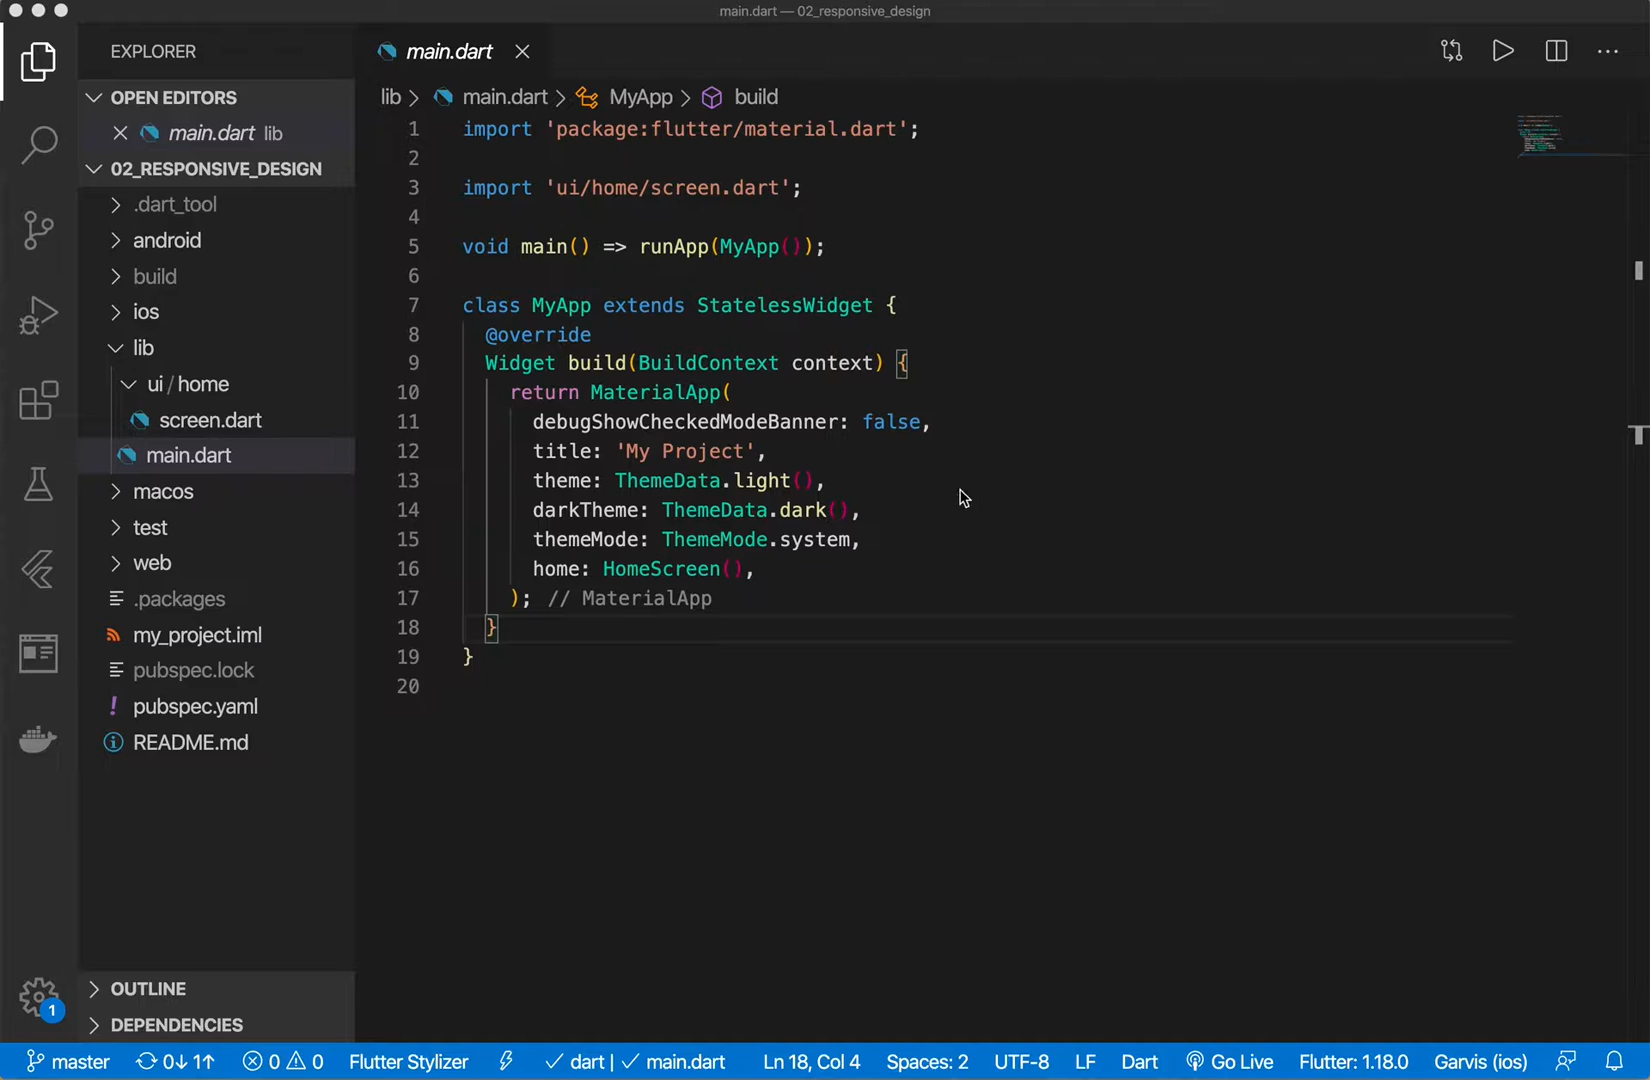 main.dart — 02_responsive_design
EXPLORER
OPEN EDITORS
main.dart lib
02_RESPONSIVE_DESIGN
.dart_tool
android
build
ios
lib
ui / home
screen.dart
main.dart
macos
test
web
.packages
my_project.iml
pubspec.lock
! pubspec.yaml
README.md
OUTLINE
DEPENDENCIES
1
main.dart
lib > main.dart > MyApp > build
1 import 'package:flutter/material.dart';
2
3 import 'ui/home/screen.dart';
4
5 void main() => runApp(MyApp());
6
7 class MyApp extends StatelessWidget {
8 @override
9 Widget build(BuildContext context) {
10 return MaterialApp(
11 debugShowCheckedModeBanner: false,
12 title: 'My Project',
13 theme: ThemeData.light(),
14 darkTheme: ThemeData.dark(),
15 themeMode: ThemeMode.system,
16 home: HomeScreen(),
17 ); // MaterialApp
18 }
19 }
20
master 0↓ 1↑ 0 0 Flutter Stylizer ✓ dart | ✓ main.dart Ln 18, Col 4 Spaces: 2 UTF-8 LF Dart Go Live Flutter: 1.18.0 Garvis (ios)